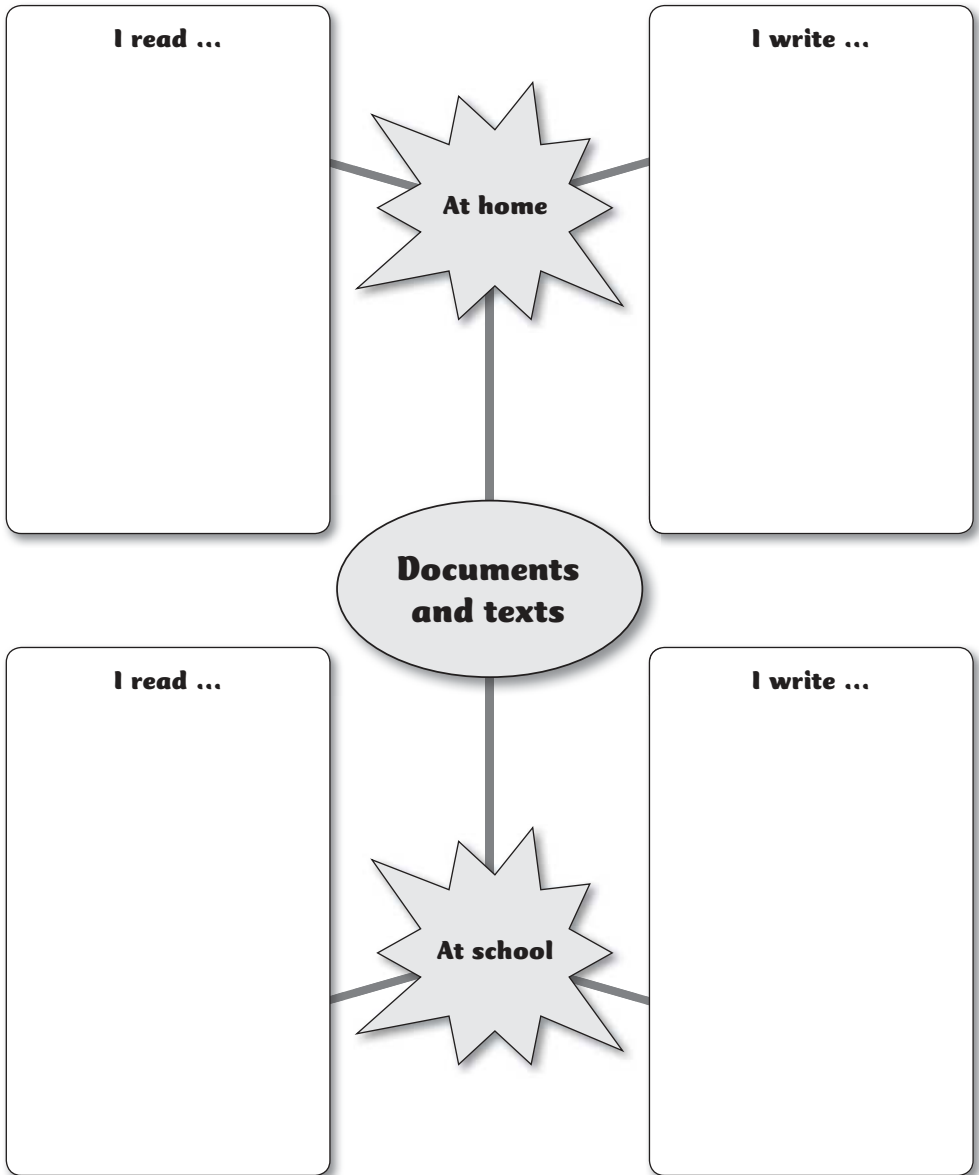 I read ...
I write ...
At home
Documents
and texts
I read ...
I write ...
At school